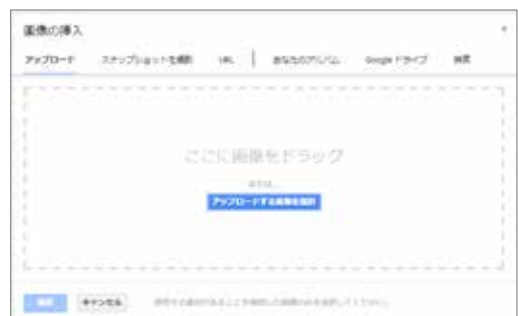 画像の挿入
アップロード スナップショットを撮影 URL あなたのアルバム Google ドライブ 検索
ここに画像をドラッグ
または
アップロードする画像を選択
選択 キャンセル